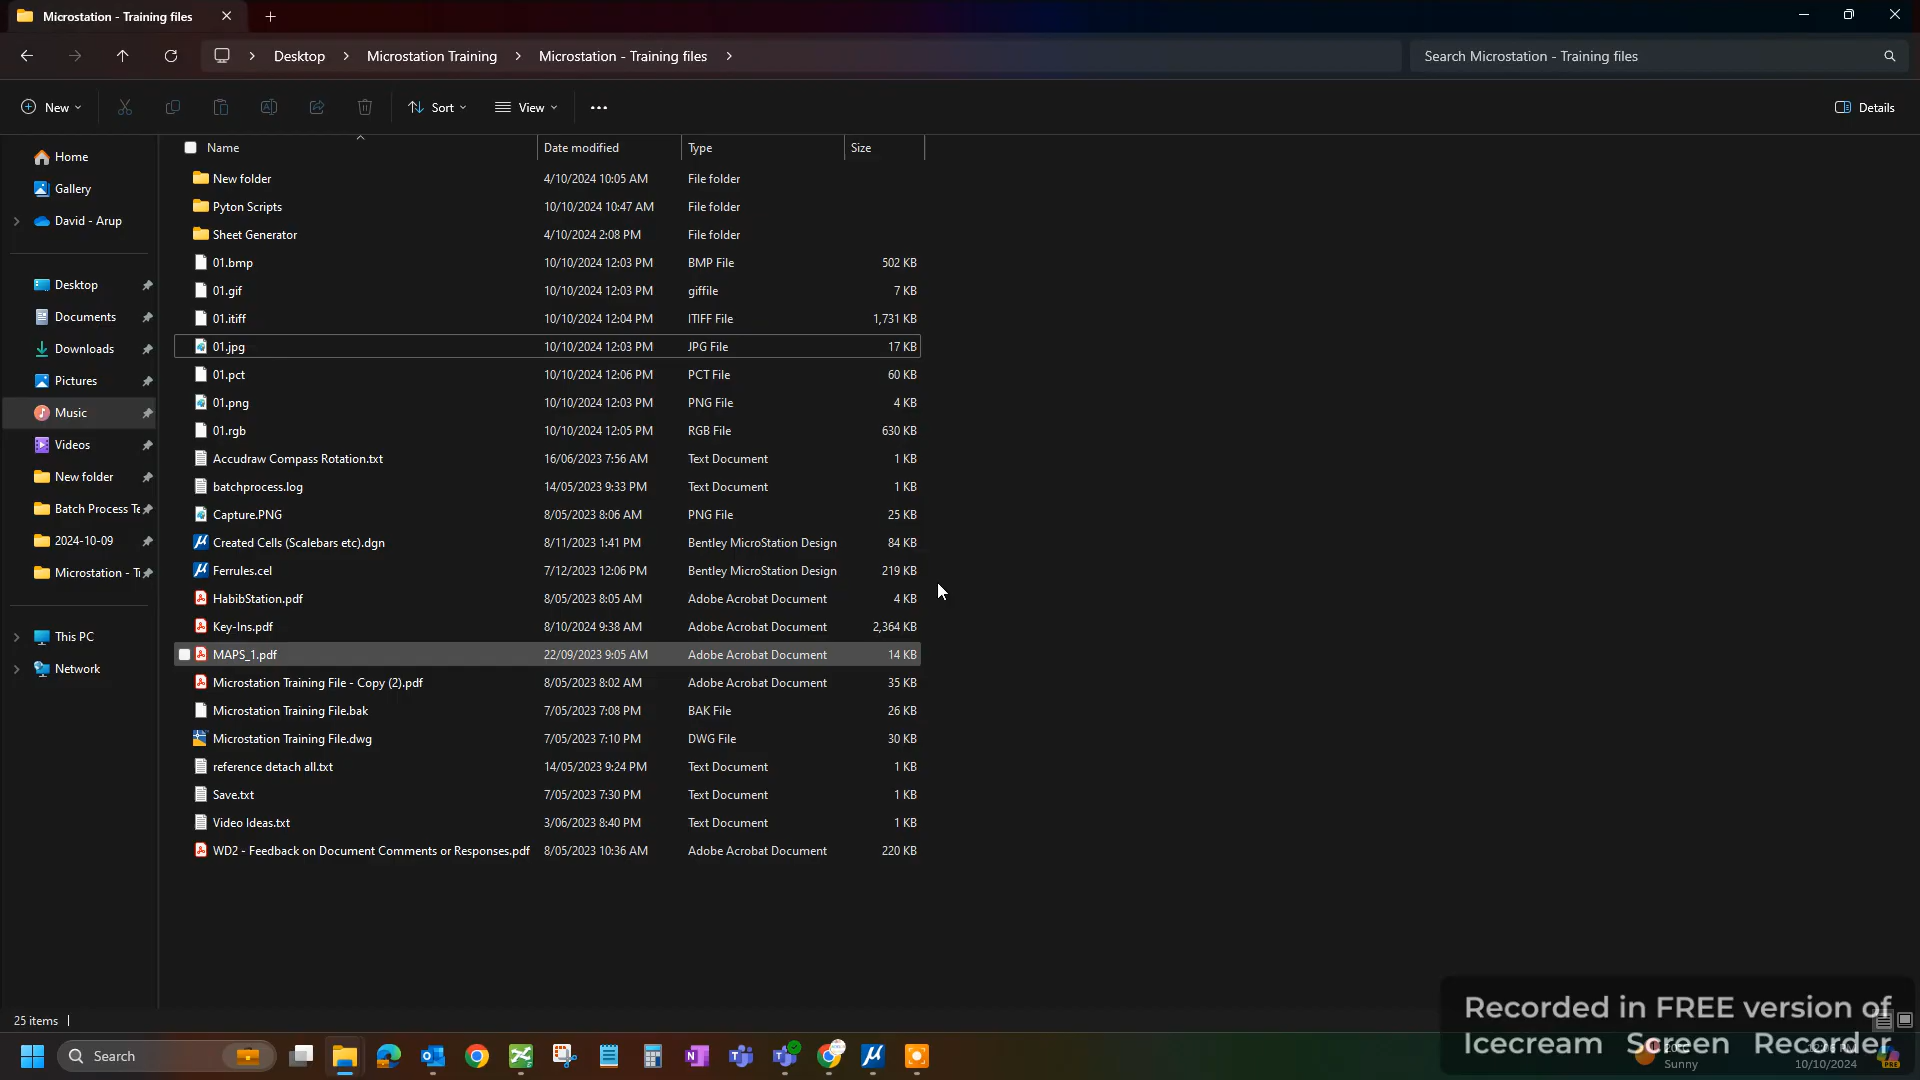 Microstation - Training files
Desktop > Microstation Training > Microstation - Training files >
Search Microstation - Training files
New
Sort
View
Details
Home
Gallery
David - Arup
Desktop
Documents
Downloads
Pictures
Music
Videos
New folder
Batch Process Te
2024-10-09
Microstation - Ti
This PC
Network
Name Date modified Type Size
New folder 4/10/2024 10:05 AM File folder
Pyton Scripts 10/10/2024 10:47 AM File folder
Sheet Generator 4/10/2024 2:08 PM File folder
01.bmp 10/10/2024 12:03 PM BMP File 502 KB
01.gif 10/10/2024 12:03 PM giffile 7 KB
01.itiff 10/10/2024 12:04 PM ITIFF File 1,731 KB
01.jpg 10/10/2024 12:03 PM JPG File 17 KB
01.pct 10/10/2024 12:06 PM PCT File 60 KB
01.png 10/10/2024 12:03 PM PNG File 4 KB
01.rgb 10/10/2024 12:05 PM RGB File 630 KB
Accudraw Compass Rotation.txt 16/06/2023 7:56 AM Text Document 1 KB
batchprocess.log 14/05/2023 9:33 PM Text Document 1 KB
Capture.PNG 8/05/2023 8:06 AM PNG File 25 KB
Created Cells (Scalebars etc).dgn 8/11/2023 1:41 PM Bentley MicroStation Design 84 KB
Ferrules.cel 7/12/2023 12:06 PM Bentley MicroStation Design 219 KB
HabibStation.pdf 8/05/2023 8:05 AM Adobe Acrobat Document 4 KB
Key-Ins.pdf 8/10/2024 9:38 AM Adobe Acrobat Document 2,364 KB
MAPS_1.pdf 22/09/2023 9:05 AM Adobe Acrobat Document 14 KB
Microstation Training File - Copy (2).pdf 8/05/2023 8:02 AM Adobe Acrobat Document 35 KB
Microstation Training File.bak 7/05/2023 7:08 PM BAK File 26 KB
Microstation Training File.dwg 7/05/2023 7:10 PM DWG File 30 KB
reference detach all.txt 14/05/2023 9:24 PM Text Document 1 KB
Save.txt 7/05/2023 7:30 PM Text Document 1 KB
Video Ideas.txt 3/06/2023 8:40 PM Text Document 1 KB
WD2 - Feedback on Document Comments or Responses.pdf 8/05/2023 10:36 AM Adobe Acrobat Document 220 KB
25 items
Recorded in FREE version of
Icecream Screen Recorder
Search
Sunny
10/10/2024